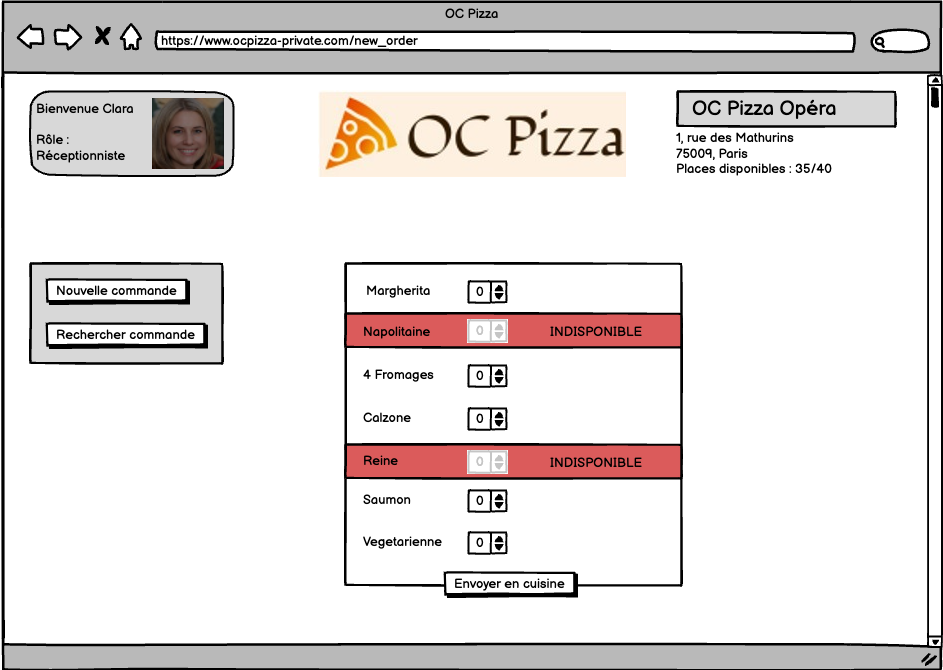 OC Pizza
https://www.ocpizza-private.com/new_order
Bienvenue Clara
Rôle :
Réceptionniste
OC Pizza
OC Pizza Opéra
1, rue des Mathurins
75009, Paris
Places disponibles : 35/40
Nouvelle commande
Rechercher commande
Margherita 0
Napolitaine 0 INDISPONIBLE
4 Fromages 0
Calzone 0
Reine 0 INDISPONIBLE
Saumon 0
Vegetarienne 0
Envoyer en cuisine